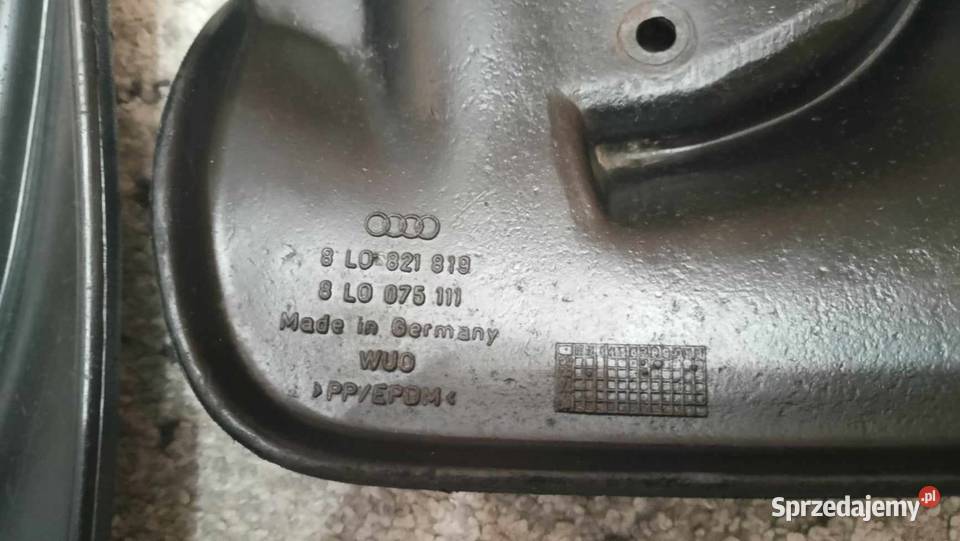 8 L0 821 819
8 L0 075 111
Made in Germany
WUO
>PP/EPDM<
Sprzedajemy.pl